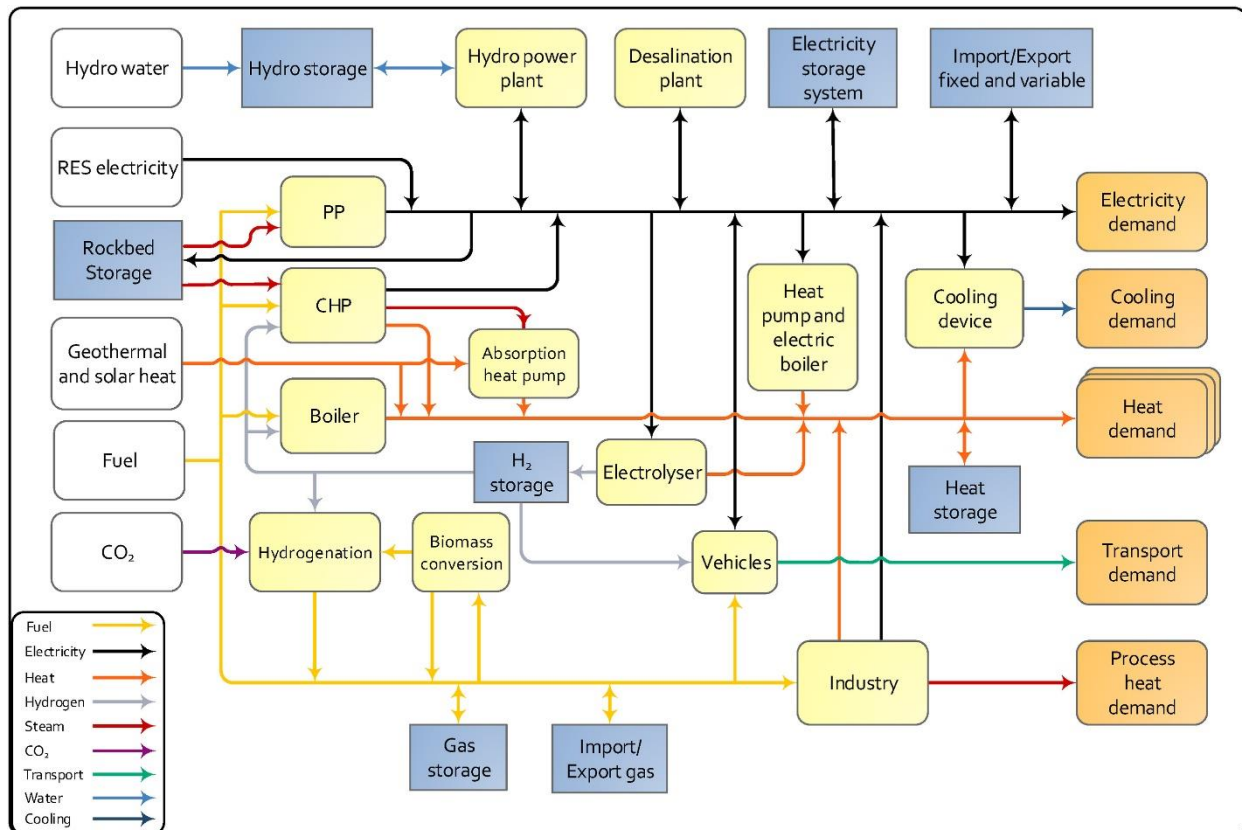 Hydro water
Hydro storage
Hydro power
plant
Desalination
plant
Electricity
storage
system
Import/Export
fixed and variable
RES electricity
PP
Electricity
demand
Rockbed
Storage
CHP
Heat
pump and
electric
boiler
Cooling
device
Cooling
demand
Geothermal
and solar heat
Absorption
heat pump
Boiler
Heat
demand
Fuel
H₂
storage
Electrolyser
Heat
storage
CO₂
Hydrogenation
Biomass
conversion
Vehicles
Transport
demand
Industry
Process
heat
demand
Gas
storage
Import/
Export gas
Fuel
Electricity
Heat
Hydrogen
Steam
CO₂
Transport
Water
Cooling